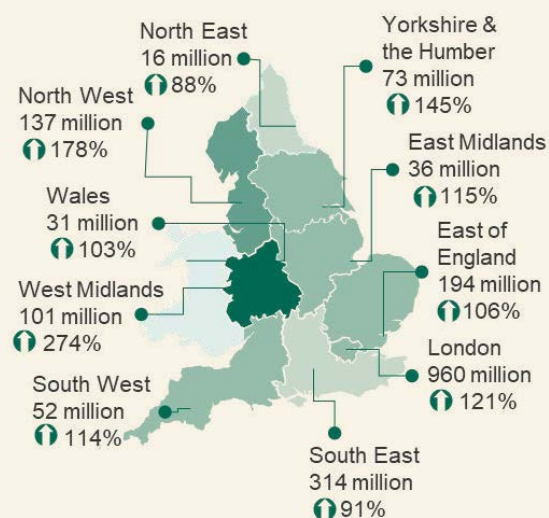 North East
16 million
88%
Yorkshire &
the Humber
73 million
145%
North West
137 million
178%
East Midlands
36 million
115%
Wales
31 million
103%
East of
England
194 million
106%
West Midlands
101 million
274%
London
960 million
121%
South West
52 million
114%
South East
314 million
91%